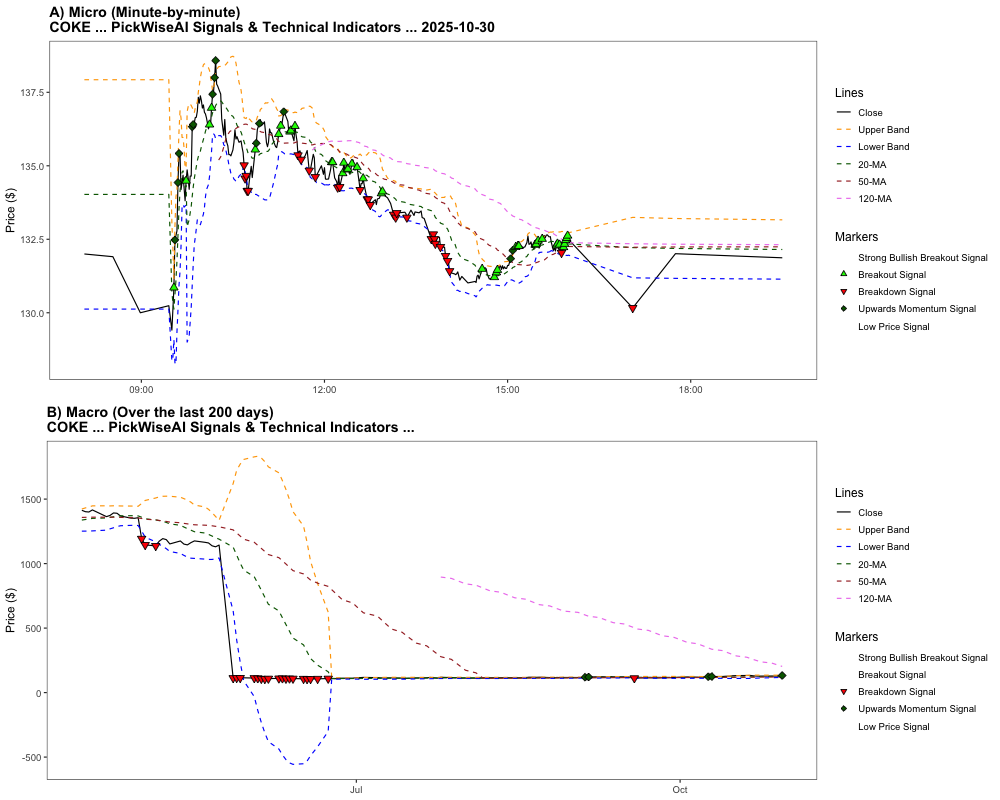 A) Micro (Minute-by-minute)
COKE ... PickWiseAI Signals & Technical Indicators ... 2025-10-30
Price ($)
137.5
135.0
132.5
130.0
09:00
12:00
15:00
18:00
Lines
Close
Upper Band
Lower Band
20-MA
50-MA
120-MA
Markers
Strong Bullish Breakout Signal
Breakout Signal
Breakdown Signal
Upwards Momentum Signal
Low Price Signal
B) Macro (Over the last 200 days)
COKE ... PickWiseAI Signals & Technical Indicators ...
Price ($)
1500
1000
500
0
-500
Jul
Oct
Lines
Close
Upper Band
Lower Band
20-MA
50-MA
120-MA
Markers
Strong Bullish Breakout Signal
Breakout Signal
Breakdown Signal
Upwards Momentum Signal
Low Price Signal